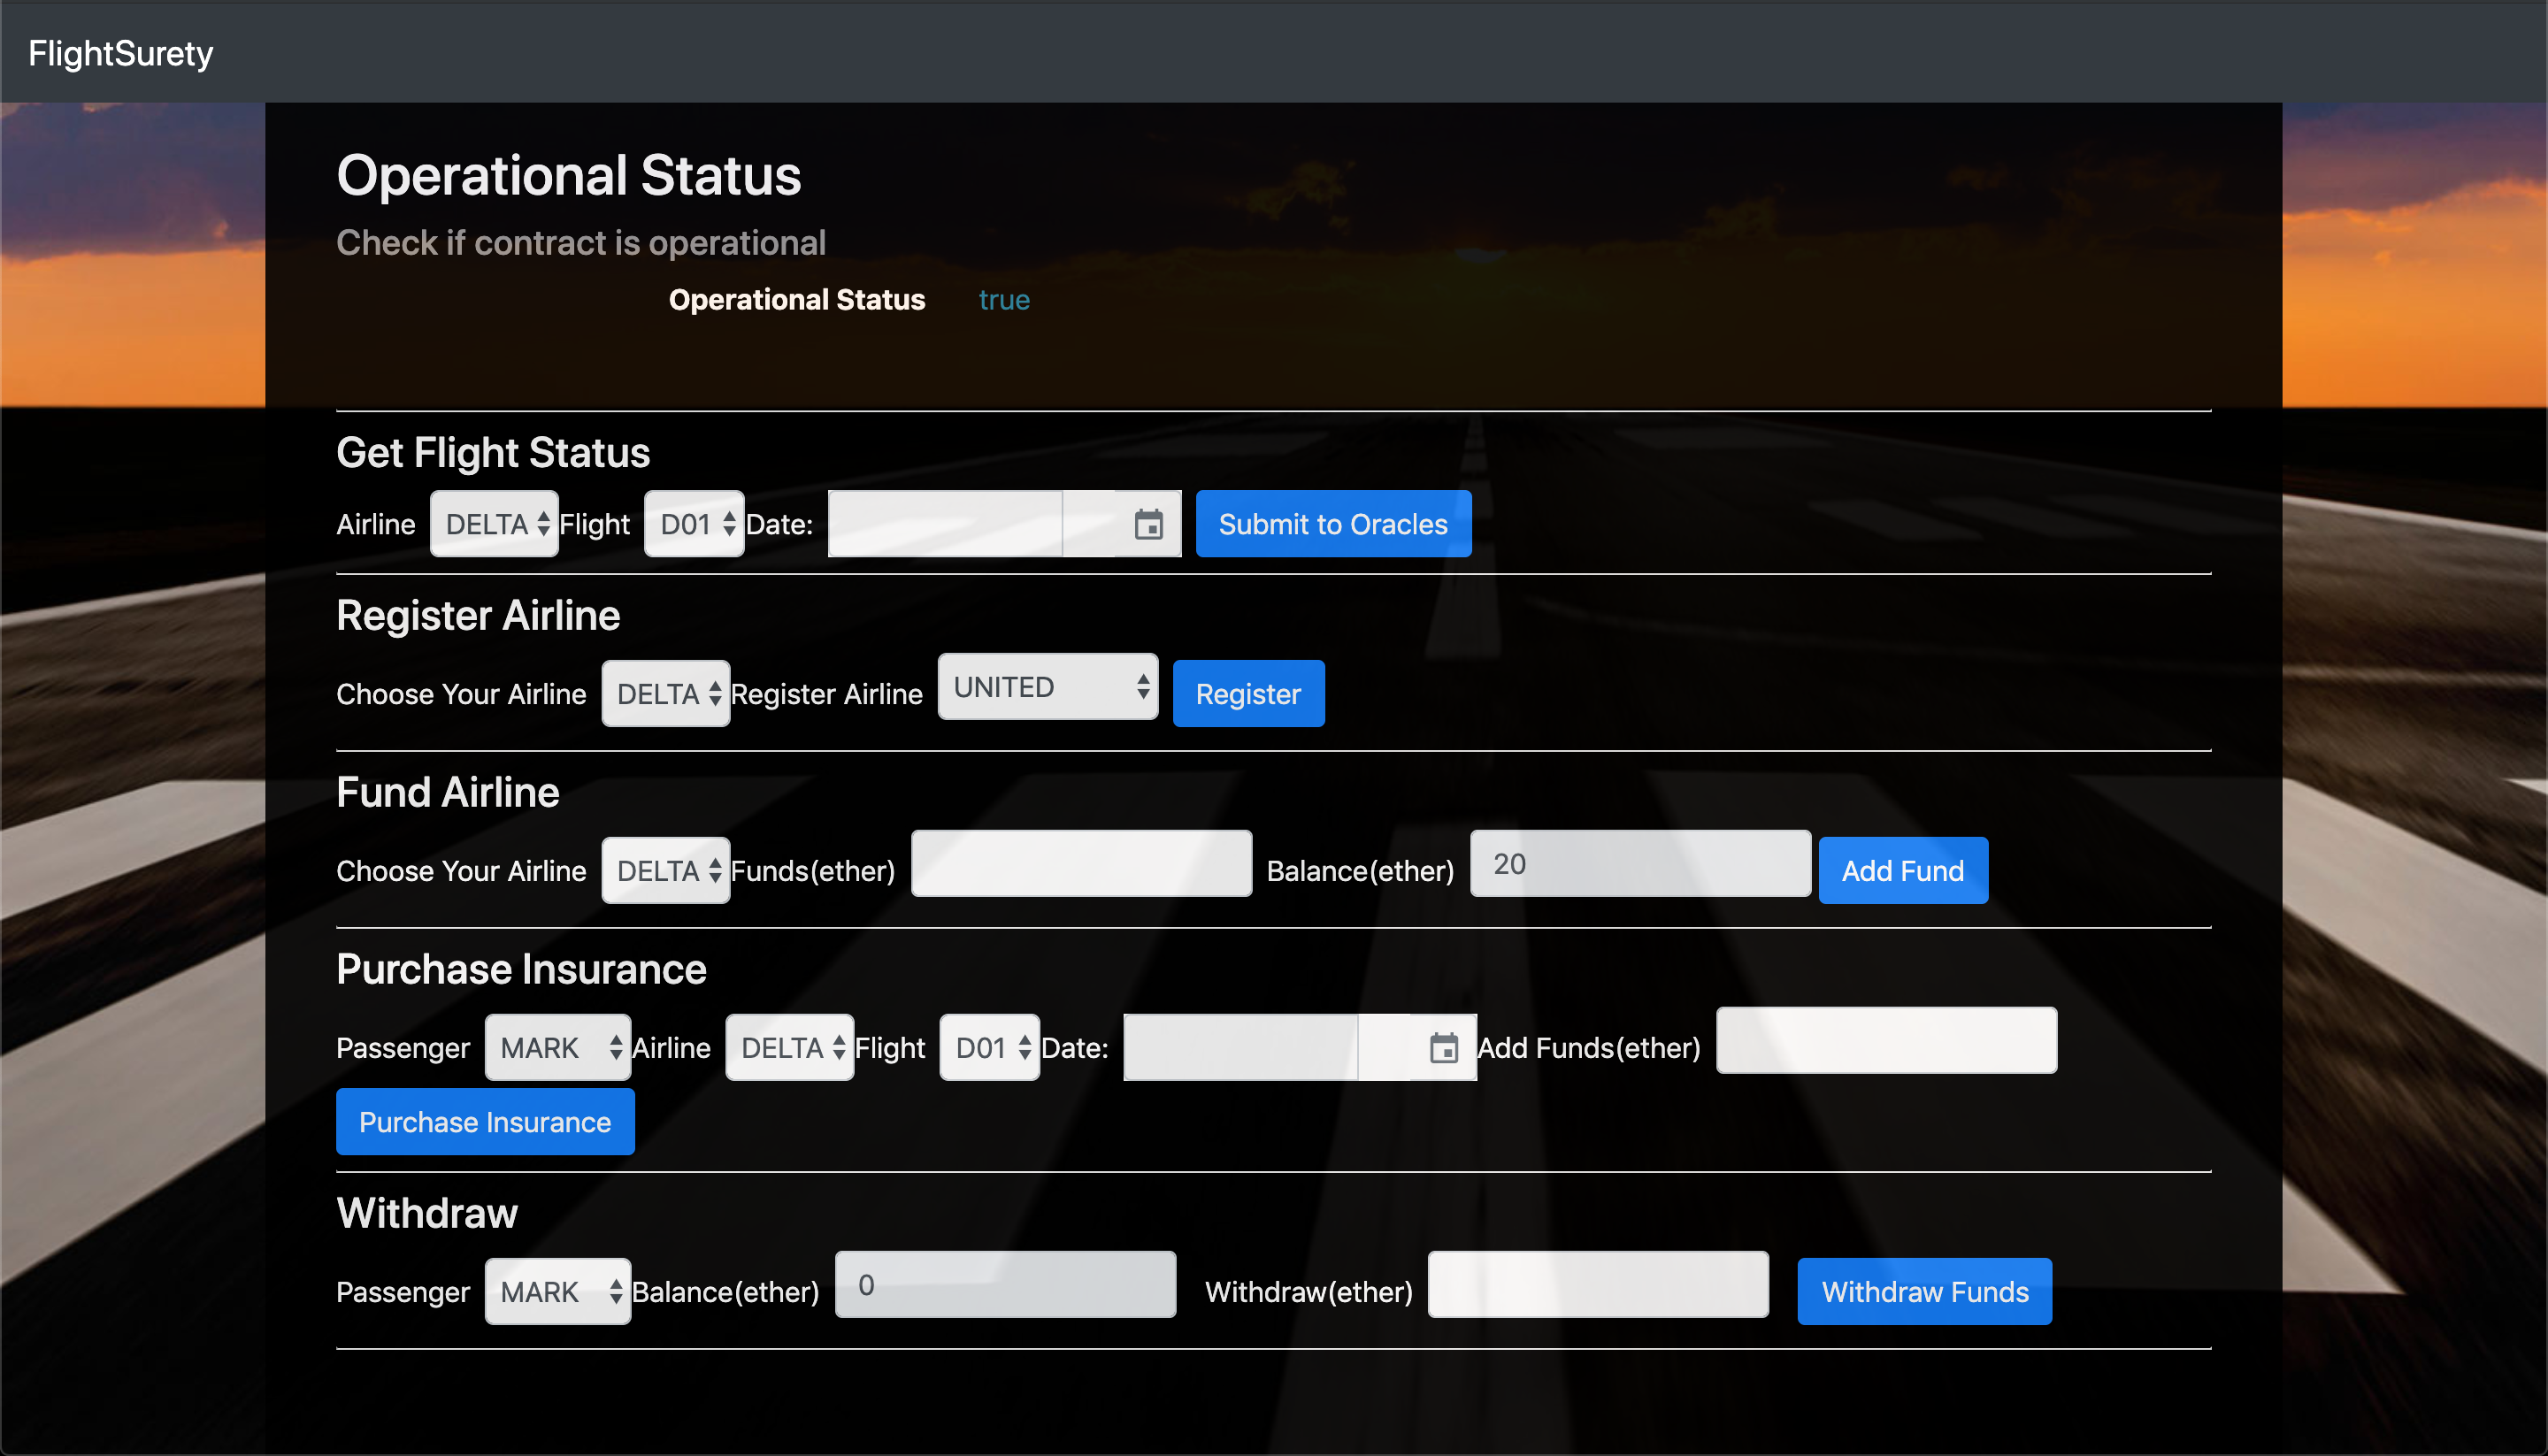 FlightSurety
Operational Status
Check if contract is operational
Operational Status true
Get Flight Status
Airline DELTA Flight D01 Date: Submit to Oracles
Register Airline
Choose Your Airline DELTA Register Airline UNITED Register
Fund Airline
Choose Your Airline DELTA Funds(ether) Balance(ether) 20 Add Fund
Purchase Insurance
Passenger MARK Airline DELTA Flight D01 Date: Add Funds(ether)
Purchase Insurance
Withdraw
Passenger MARK Balance(ether) 0 Withdraw(ether) Withdraw Funds